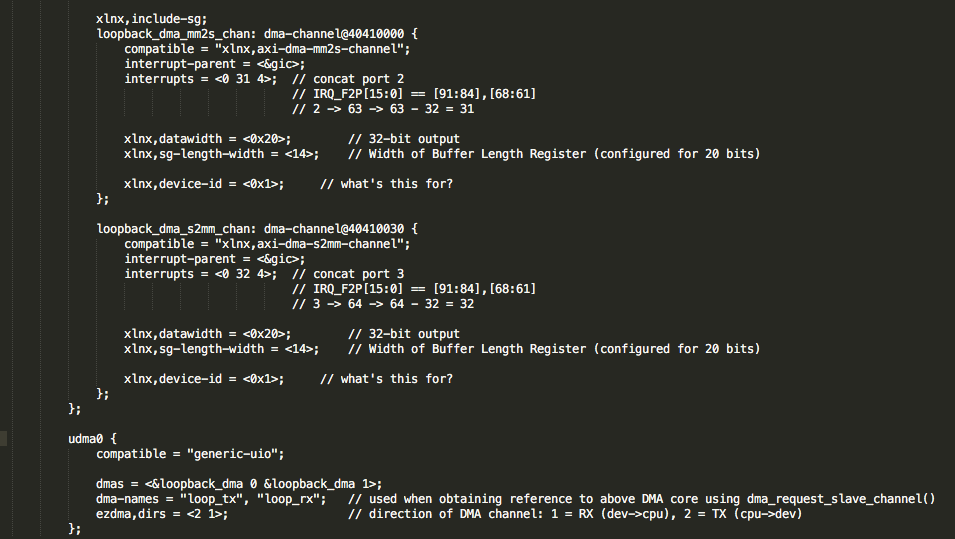 xlnx,include-sg;
loopback_dma_mm2s_chan: dma-channel@40410000 {
compatible = "xlnx,axi-dma-mm2s-channel";
interrupt-parent = <&gic>;
interrupts = <0 31 4>;  // concat port 2
// IRQ_F2P[15:0] == [91:84],[68:61]
// 2 -> 63 -> 63 - 32 = 31
xlnx,datawidth = <0x20>;        // 32-bit output
xlnx,sg-length-width = <14>;    // Width of Buffer Length Register (configured for 20 bits)
xlnx,device-id = <0x1>;     // what's this for?
};
loopback_dma_s2mm_chan: dma-channel@40410030 {
compatible = "xlnx,axi-dma-s2mm-channel";
interrupt-parent = <&gic>;
interrupts = <0 32 4>;  // concat port 3
// IRQ_F2P[15:0] == [91:84],[68:61]
// 3 -> 64 -> 64 - 32 = 32
xlnx,datawidth = <0x20>;        // 32-bit output
xlnx,sg-length-width = <14>;    // Width of Buffer Length Register (configured for 20 bits)
xlnx,device-id = <0x1>;     // what's this for?
};
};
udma0 {
compatible = "generic-uio";
dmas = <&loopback_dma 0 &loopback_dma 1>;
dma-names = "loop_tx", "loop_rx";   // used when obtaining reference to above DMA core using dma_request_slave_channel()
ezdma,dirs = <2 1>;                 // direction of DMA channel: 1 = RX (dev->cpu), 2 = TX (cpu->dev)
};